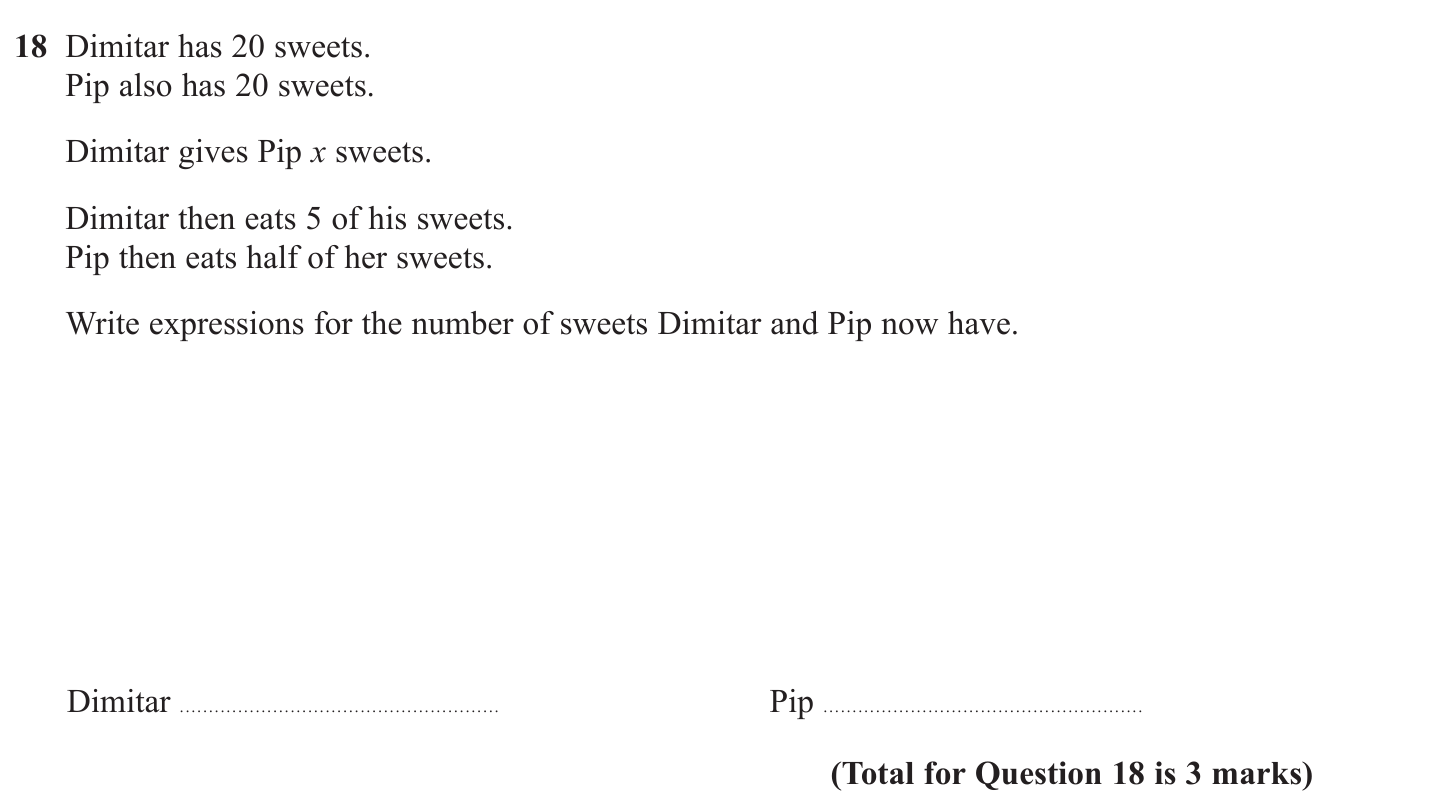 18 Dimitar has 20 sweets.
Pip also has 20 sweets.
Dimitar gives Pip x sweets.
Dimitar then eats 5 of his sweets.
Pip then eats half of her sweets.
Write expressions for the number of sweets Dimitar and Pip now have.
Dimitar ...................................................... Pip ......................................................
(Total for Question 18 is 3 marks)